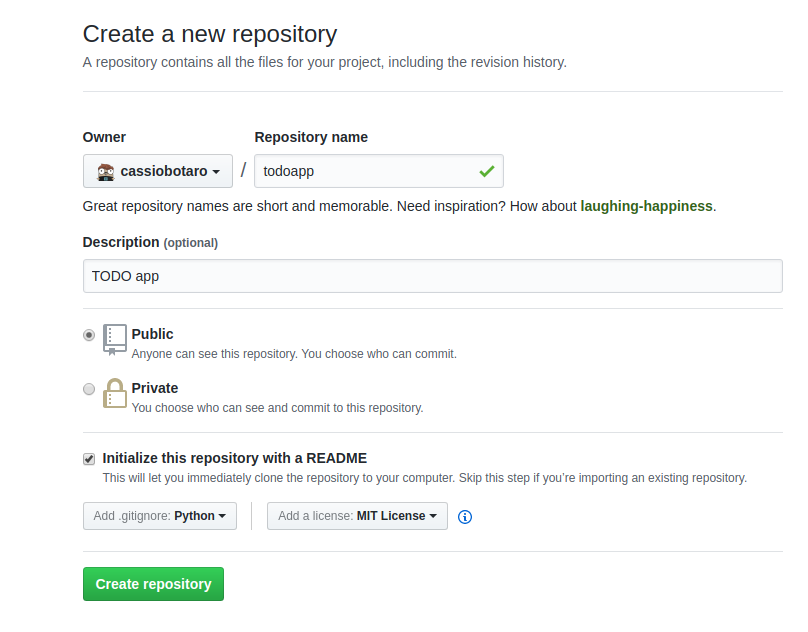 Create a new repository
A repository contains all the files for your project, including the revision history.
Owner
Repository name
cassiobotaro / todoapp
Great repository names are short and memorable. Need inspiration? How about laughing-happiness.
Description (optional)
TODO app
Public
Anyone can see this repository. You choose who can commit.
Private
You choose who can see and commit to this repository.
Initialize this repository with a README
This will let you immediately clone the repository to your computer. Skip this step if you’re importing an existing repository.
Add .gitignore: Python
Add a license: MIT License
Create repository